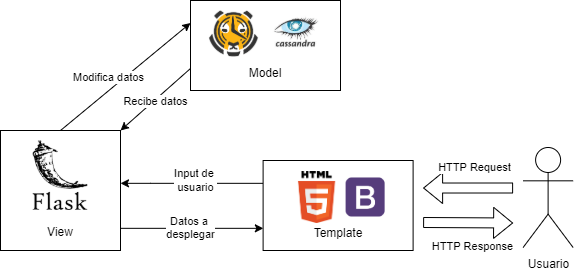 cassandra
Model
Modifica datos
Recibe datos
Flask
View
Input de
usuario
Datos a
desplegar
HTML
5
B
Template
HTTP Request
HTTP Response
Usuario